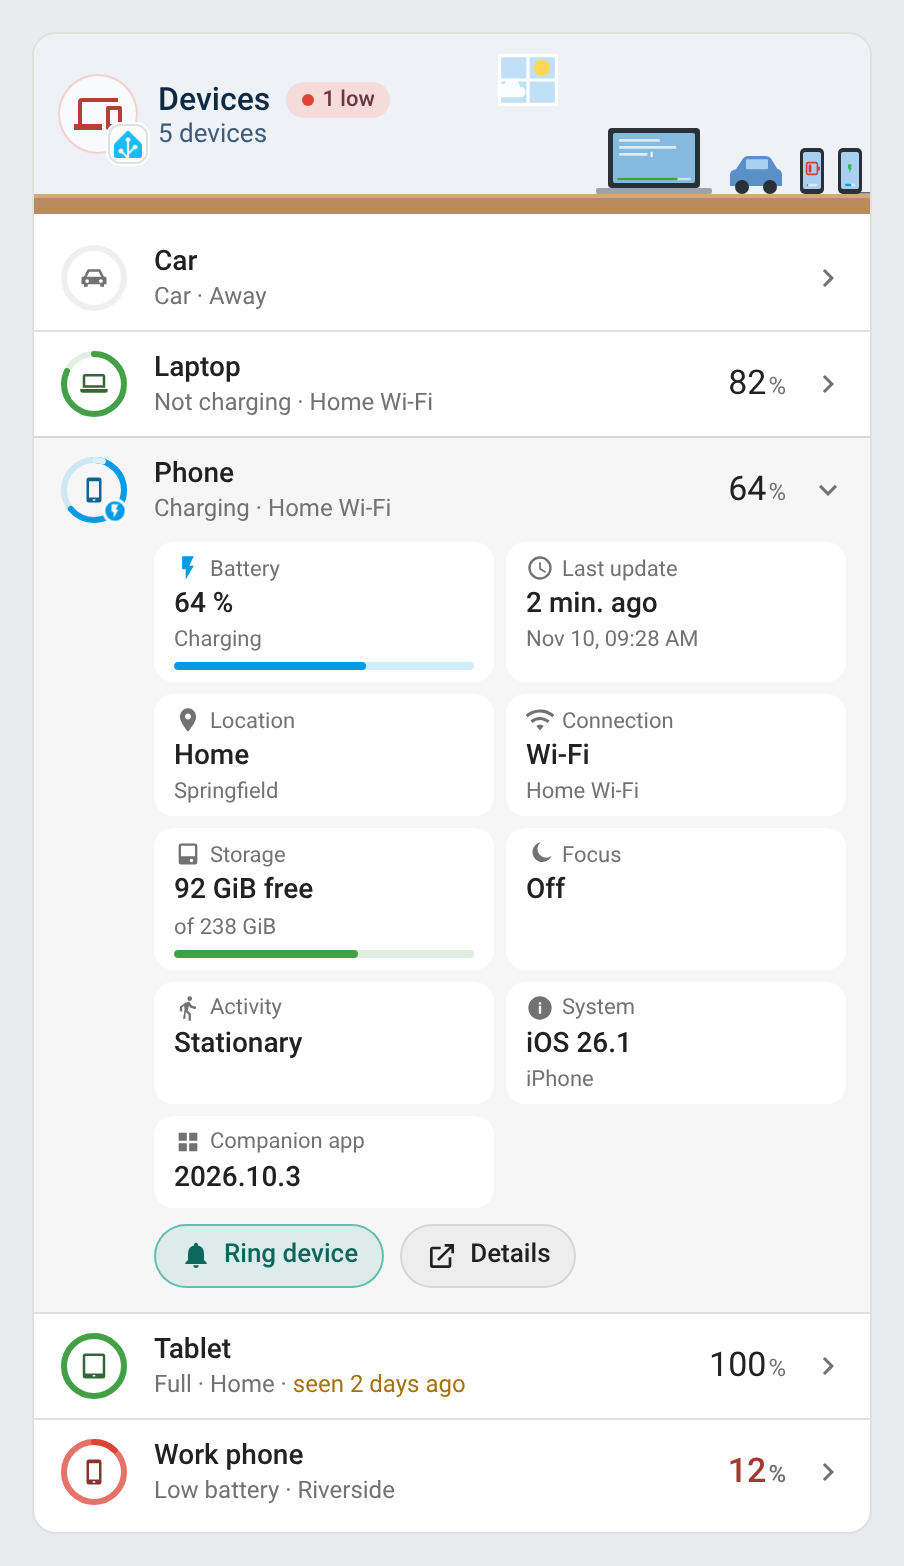 Devices
1 low
5 devices
Car
Car · Away
Laptop
Not charging · Home Wi-Fi
82%
Phone
Charging · Home Wi-Fi
64%
Battery
64 %
Charging
Last update
2 min. ago
Nov 10, 09:28 AM
Location
Home
Springfield
Connection
Wi-Fi
Home Wi-Fi
Storage
92 GiB free
of 238 GiB
Focus
Off
Activity
Stationary
System
iOS 26.1
iPhone
Companion app
2026.10.3
Ring device
Details
Tablet
Full · Home · seen 2 days ago
100%
Work phone
Low battery · Riverside
12%